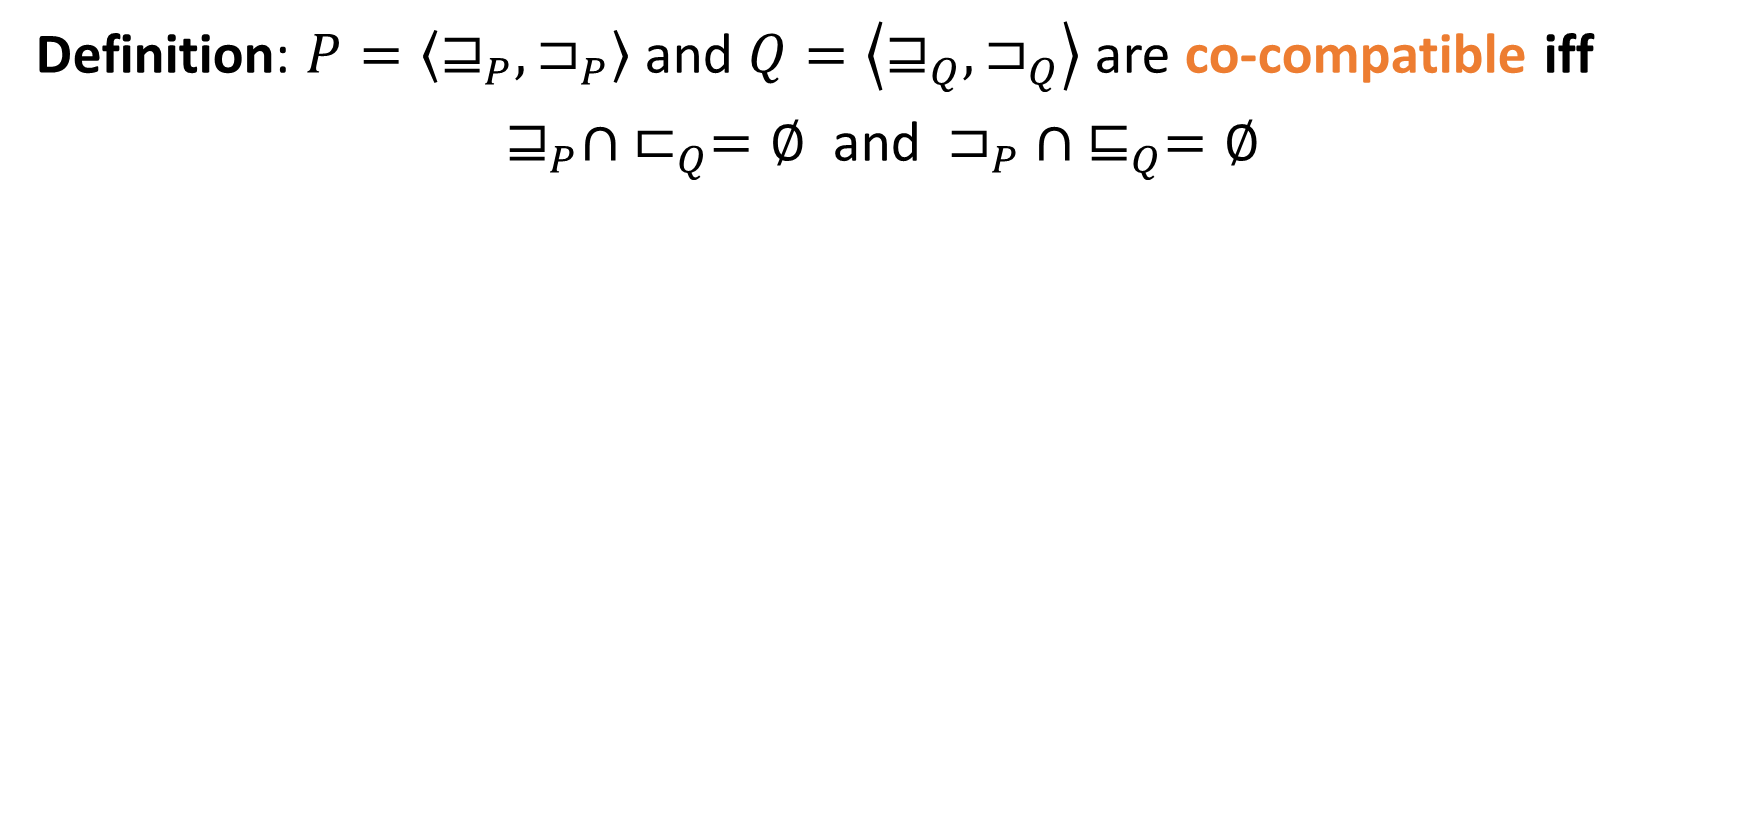 Definition: 𝑃 = ⟨⊒_𝑃, ⊐_𝑃⟩ and 𝑄 = ⟨⊒_𝑄, ⊐_𝑄⟩ are co-compatible iff
⊒_𝑃 ∩ ⊏_𝑄 = ∅ and ⊐_𝑃 ∩ ⊑_𝑄 = ∅